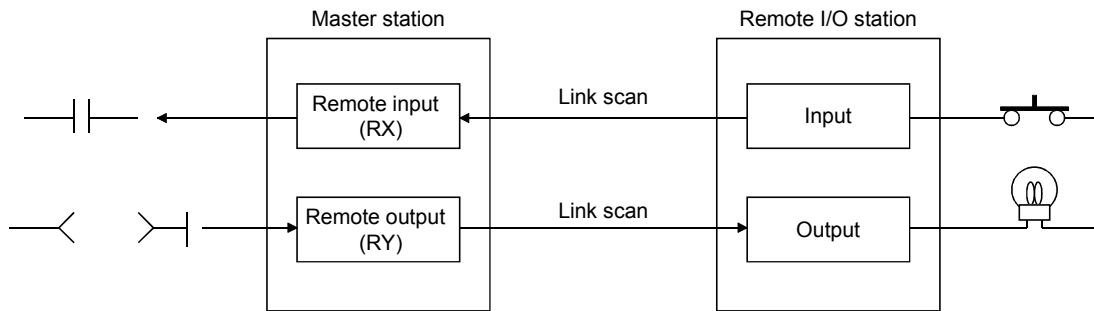 Master station
Remote I/O station
Remote input
(RX)
Link scan
Input
Remote output
(RY)
Link scan
Output